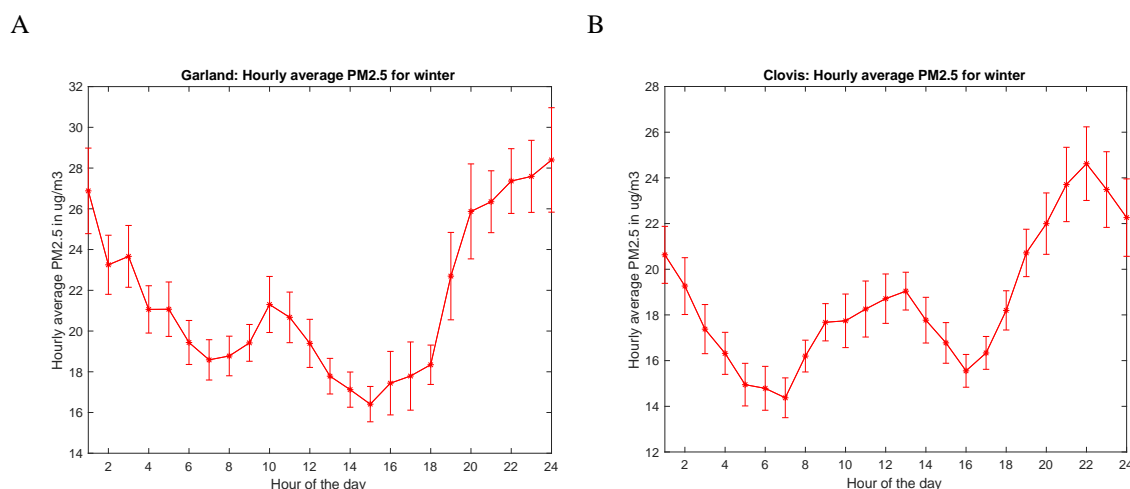 A
B
Garland: Hourly average PM2.5 for winter
Hourly average PM2.5 in ug/m3
32
30
28
26
24
22
20
18
16
14
2 4 6 8 10 12 14 16 18 20 22 24
Hour of the day
Clovis: Hourly average PM2.5 for winter
Hourly average PM2.5 in ug/m3
28
26
24
22
20
18
16
14
12
2 4 6 8 10 12 14 16 18 20 22 24
Hour of the day